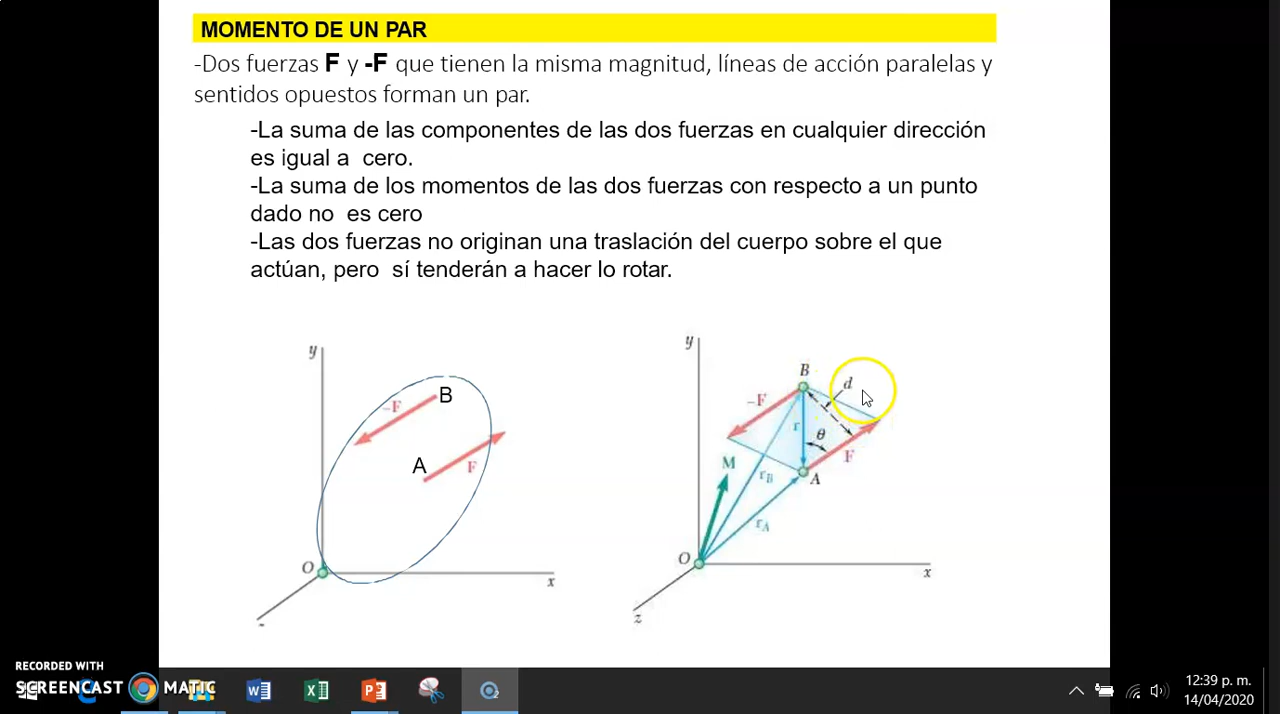 MOMENTO DE UN PAR
-Dos fuerzas F y -F que tienen la misma magnitud, líneas de acción paralelas y
sentidos opuestos forman un par.
-La suma de las componentes de las dos fuerzas en cualquier dirección
es igual a cero.
-La suma de los momentos de las dos fuerzas con respecto a un punto
dado no es cero
-Las dos fuerzas no originan una traslación del cuerpo sobre el que
actúan, pero sí tenderán a hacer lo rotar.
y
B
-F
A
F
O
x
y
B
d
-F
r
θ
F
M
A
rB
rA
O
x
z
RECORDED WITH
SCREENCAST MATIC
12:39 p. m.
14/04/2020